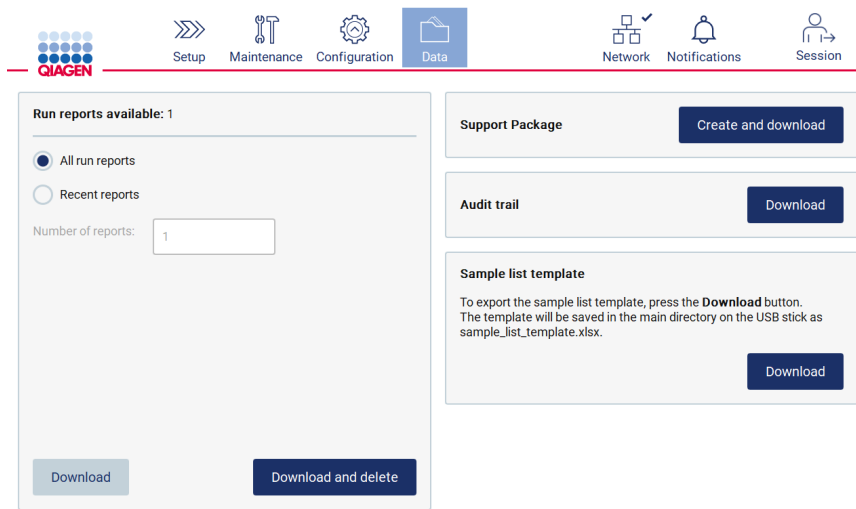 QIAGEN
Setup
Maintenance
Configuration
Data
Network
Notifications
Session
Run reports available: 1
All run reports
Recent reports
Number of reports:
1
Download
Download and delete
Support Package
Create and download
Audit trail
Download
Sample list template
To export the sample list template, press the Download button.
The template will be saved in the main directory on the USB stick as
sample_list_template.xlsx.
Download